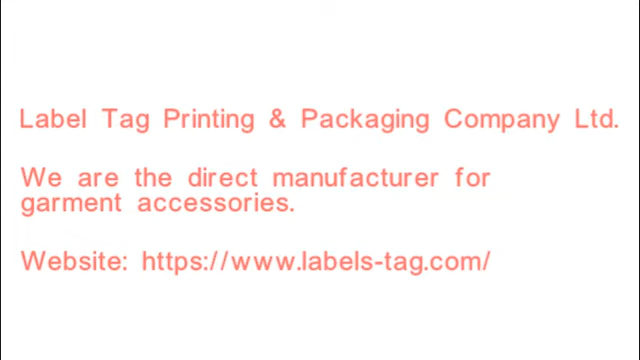 Label Tag Printing & Packaging Company Ltd.
We are the direct manufacturer for
garment accessories.
Website: https://www.labels-tag.com/